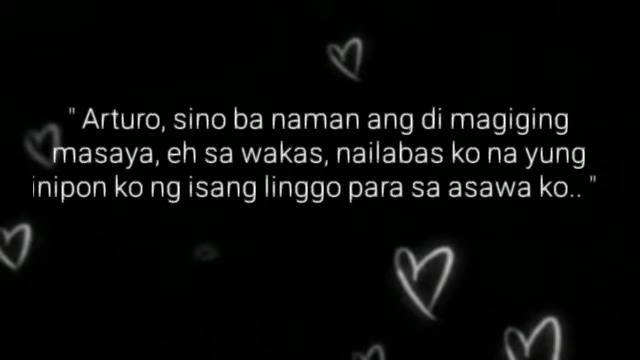 " Arturo, sino ba naman ang di magiging
masaya, eh sa wakas, nailabas ko na yung
inipon ko ng isang linggo para sa asawa ko.. "